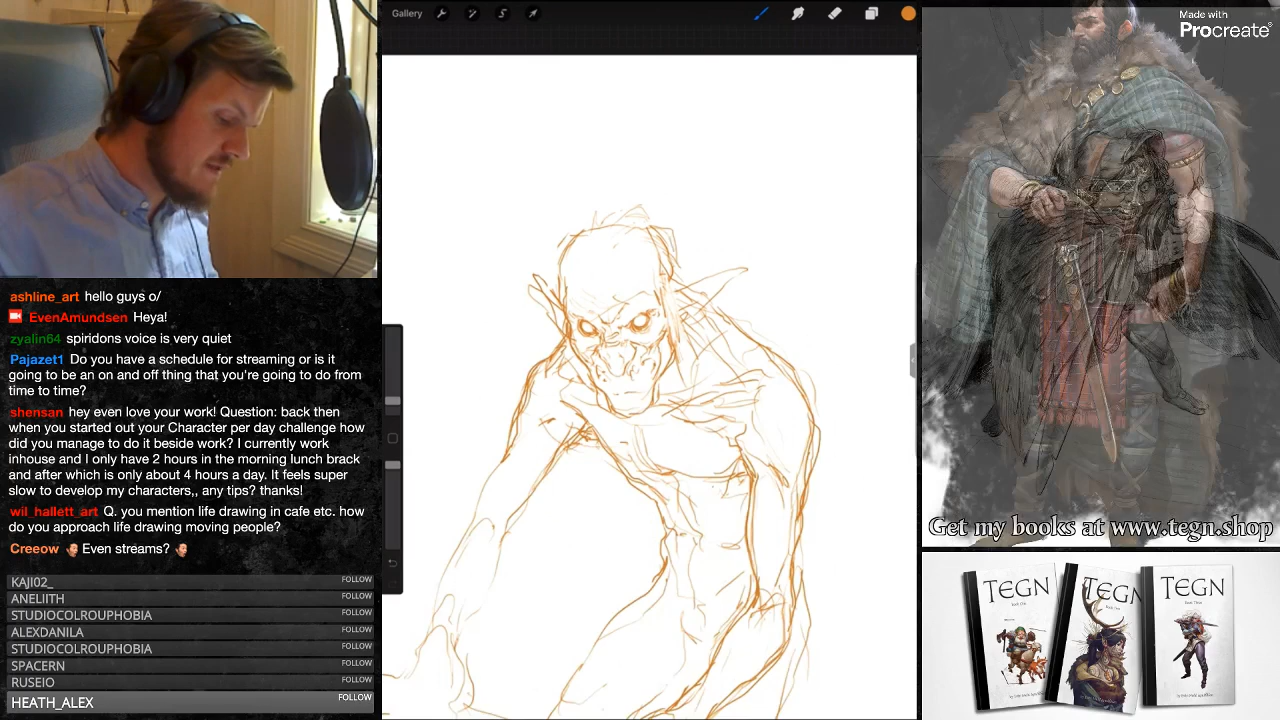 Gallery
Made with
Procreate
ashline_art hello guys o/
EvenAmundsen Heya!
zyalin64 spiridons voice is very quiet
Pajazet1 Do you have a schedule for streaming or is it
going to be an on and off thing that you're going to do from
time to time?
shensan hey even love your work! Question: back then
when you started out your Character per day challenge how
did you manage to do it beside work? I currently work
inhouse and I only have 2 hours in the morning lunch brack
and after which is only about 4 hours a day. It feels super
slow to develop my characters,, any tips? thanks!
wil_hallett_art Q. you mention life drawing in cafe etc. how
do you approach life drawing moving people?
Creeow Even streams?
KAJI02_ FOLLOW
ANELIITH FOLLOW
STUDIOCOLROUPHOBIA FOLLOW
ALEXDANILA FOLLOW
STUDIOCOLROUPHOBIA FOLLOW
SPACERN FOLLOW
RUSEIO FOLLOW
HEATH_ALEX FOLLOW
Get my books at www.tegn.shop
TEGN
TEGN
TEGN